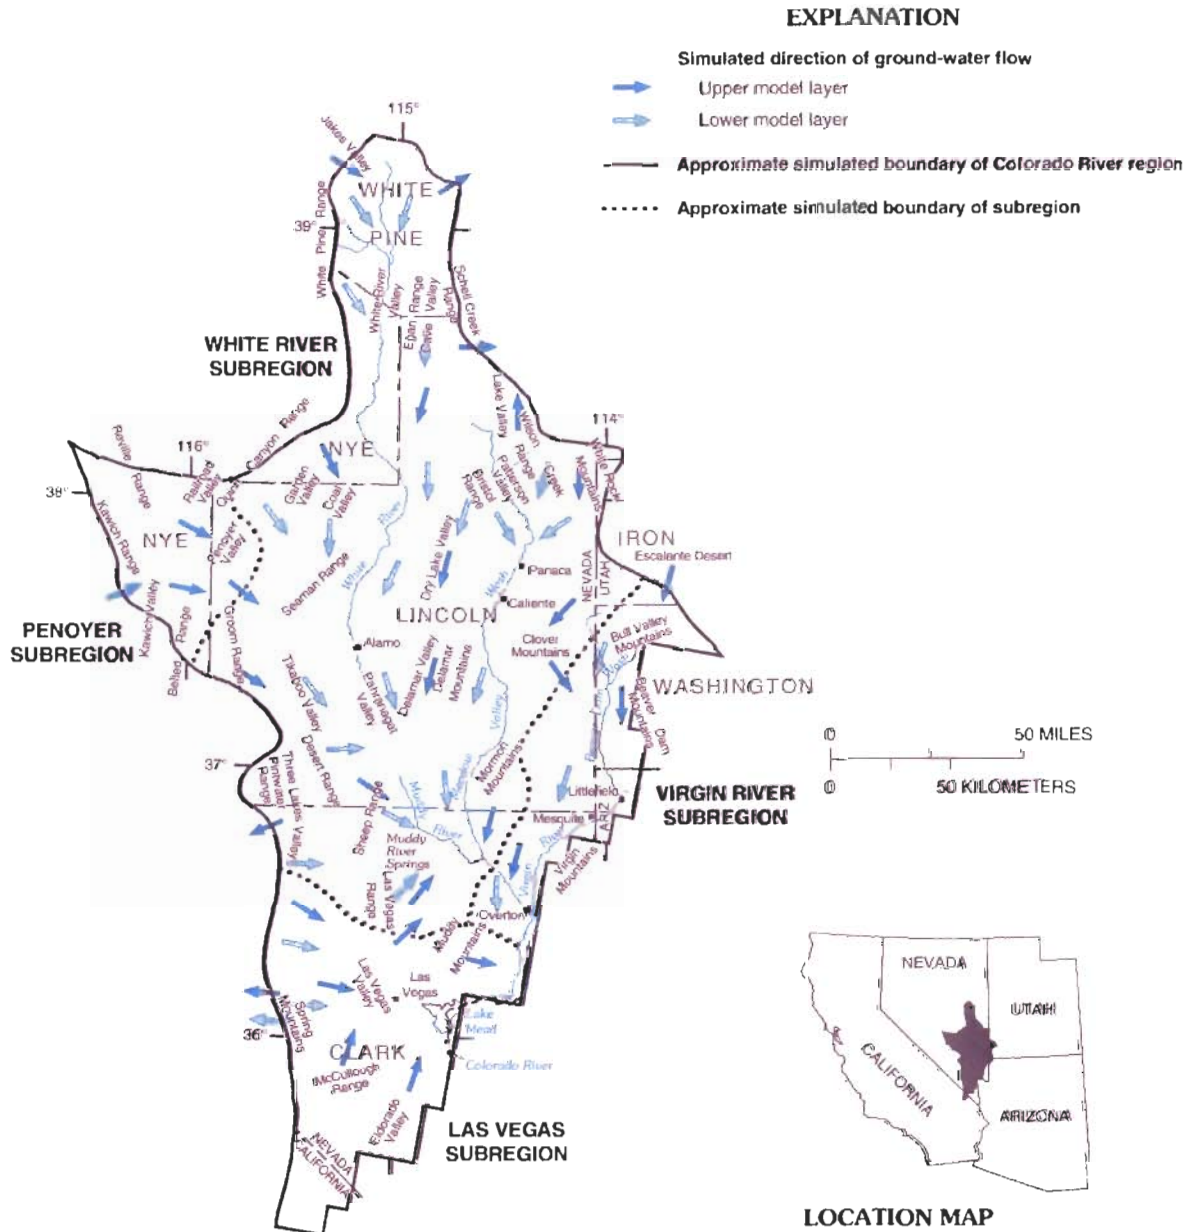 EXPLANATION
Simulated direction of ground-water flow
Upper model layer
Lower model layer
Approximate simulated boundary of Colorado River region
Approximate simulated boundary of subregion
115°
Jakes Valley
WHITE
PINE
39°
White Pine Range
White River Valley
Egan Range
Cave Valley
Schell Creek Range
WHITE RIVER
SUBREGION
Lake Valley
Wilson Creek Range
114°
White Rock Mountains
116°
Reville Range
Railroad Valley
Quinn Canyon Range
NYE
38°
Garden Valley
Coal Valley
White River
Bristol Range
Patterson Valley
Kawich Range
NYE
Penoyer Valley
IRON
Escalante Desert
NEVADA
UTAH
Seaman Range
Dry Lake Valley
Panaca
Wash
Caliente
LINCOLN
Kawich Valley
Belted Range
Groom Range
PENOYER
SUBREGION
Alamo
Clover
Mountains
Bull Valley
Mountains
Tikaboo Valley
Pahranagat Valley
Delamar Valley
Delamar Mountains
WASHINGTON
Beaver Dam Mountains
Wash
Meadow Valley
0 50 MILES
0 50 KILOMETERS
37°
Desert Range
Three Lakes Valley
Pintwater Range
Mormon Mountains
Littlefield
Mesquite
ARIZ
VIRGIN RIVER
SUBREGION
Sheep Range
Muddy River
Muddy
River
Springs
Virgin River
Virgin Mountains
Las Vegas Range
Overton
Muddy Mountains
Las Vegas Valley
Las
Vegas
Lake
Mead
Spring Mountains
36°
CLARK
McCullough
Range
Colorado River
Eldorado Valley
LAS VEGAS
SUBREGION
NEVADA
CALIFORNIA
NEVADA
UTAH
CALIFORNIA
ARIZONA
LOCATION MAP